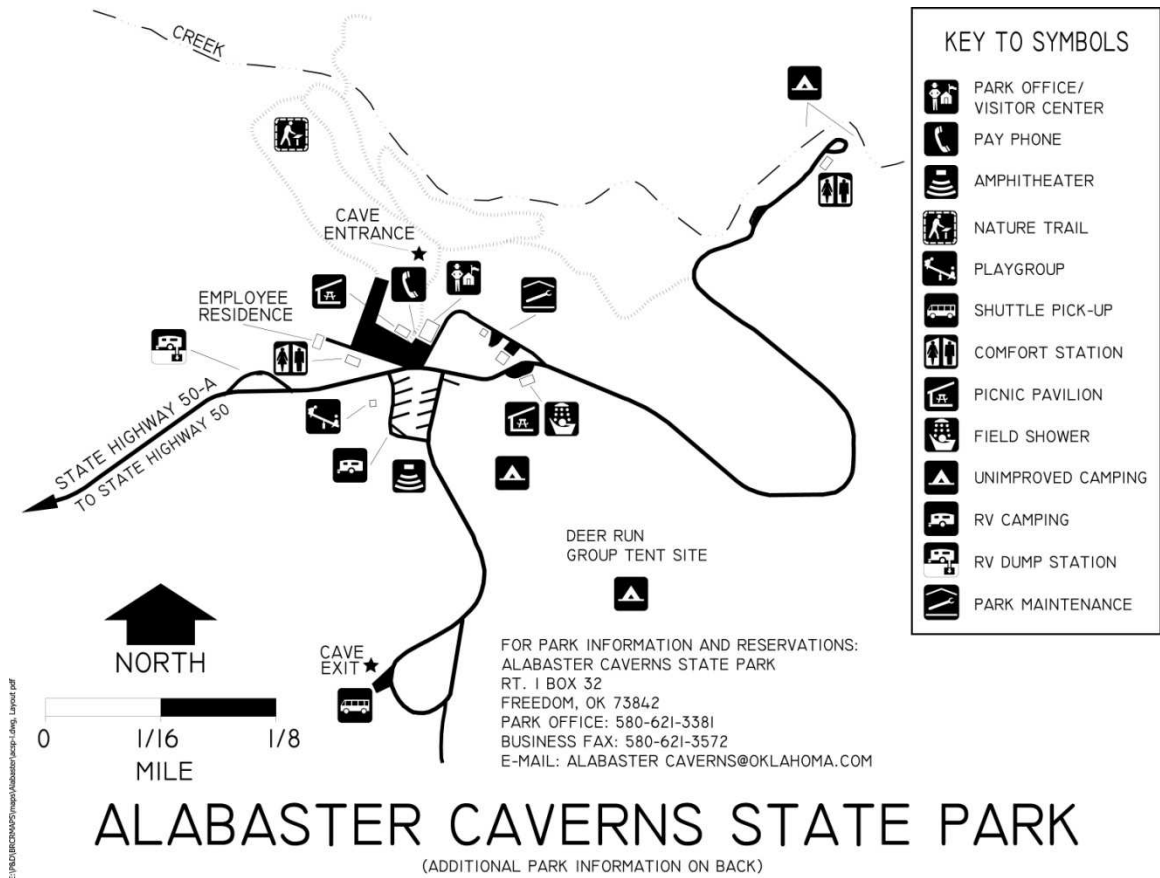 CREEK
CAVE
ENTRANCE
EMPLOYEE
RESIDENCE
STATE HIGHWAY 50-A
TO STATE HIGHWAY 50
DEER RUN
GROUP TENT SITE
CAVE
EXIT
NORTH
0 1/16 1/8
MILE
FOR PARK INFORMATION AND RESERVATIONS:
ALABASTER CAVERNS STATE PARK
RT. 1 BOX 32
FREEDOM, OK 73842
PARK OFFICE: 580-621-3381
BUSINESS FAX: 580-621-3572
E-MAIL: ALABASTER CAVERNS@OKLAHOMA.COM
KEY TO SYMBOLS
PARK OFFICE/
VISITOR CENTER
PAY PHONE
AMPHITHEATER
NATURE TRAIL
PLAYGROUP
SHUTTLE PICK-UP
COMFORT STATION
PICNIC PAVILION
FIELD SHOWER
UNIMPROVED CAMPING
RV CAMPING
RV DUMP STATION
PARK MAINTENANCE
ALABASTER CAVERNS STATE PARK
(ADDITIONAL PARK INFORMATION ON BACK)